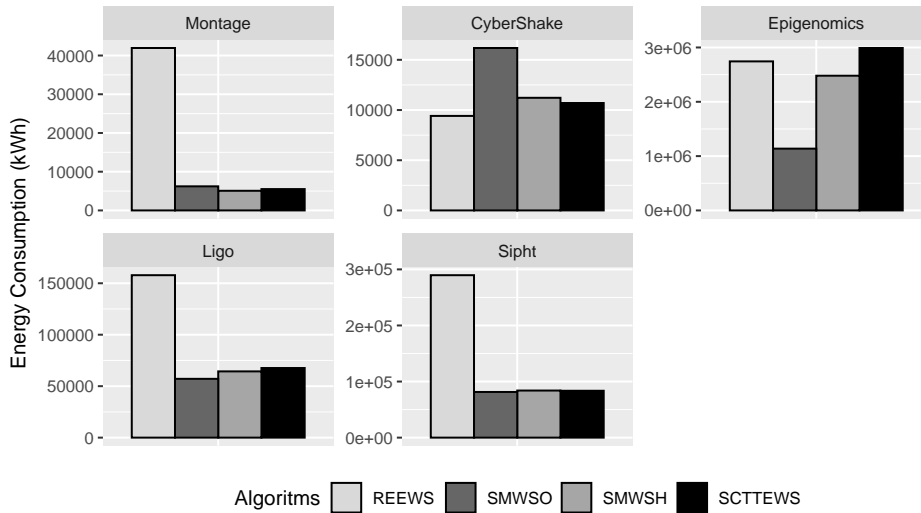 Montage
CyberShake
Epigenomics
40000
30000
20000
10000
0
15000
10000
5000
0
3e+06
2e+06
1e+06
0e+00
Energy Consumption (kWh)
Ligo
Sipht
150000
100000
50000
0
3e+05
2e+05
1e+05
0e+00
Algoritms REEWS SMWSO SMWSH SCTTEWS